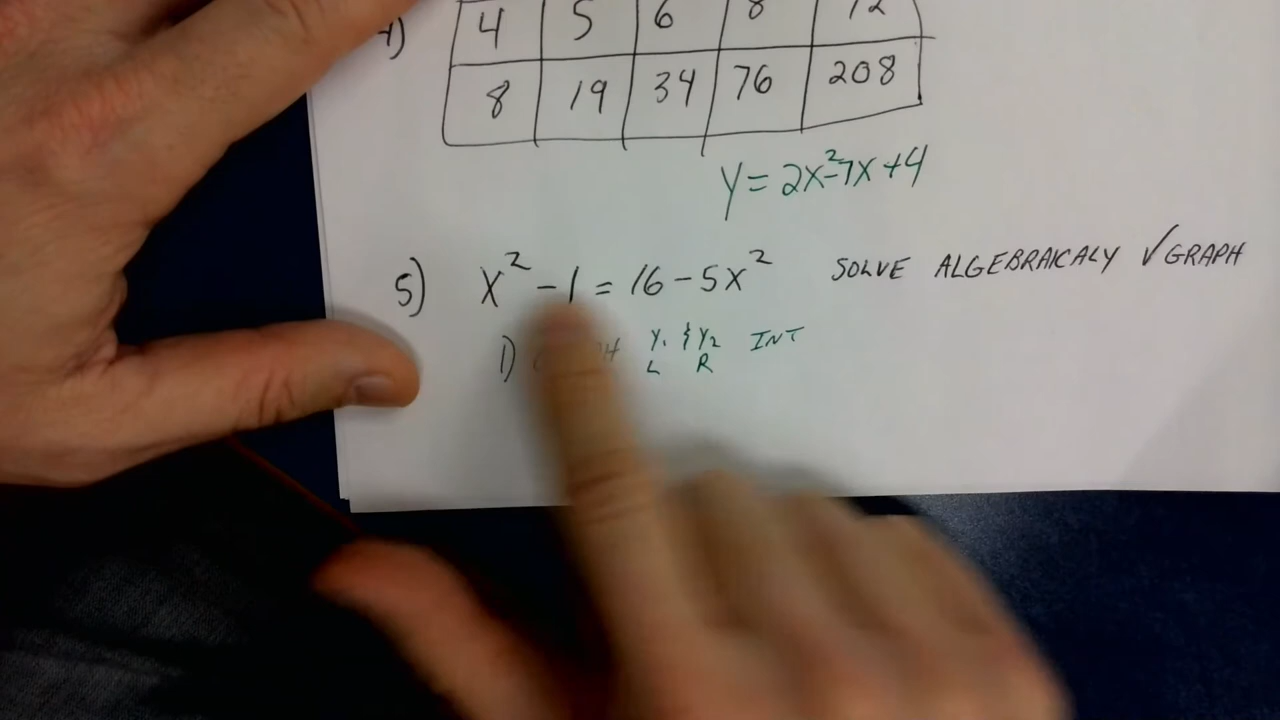 4) 4 5 6 8 12
8 19 34 76 208
y = 2x²-7x+4
5) x² - 1 = 16 - 5x² SOLVE ALGEBRAICALY √GRAPH
1) Y₁ & Y₂ INT
L R